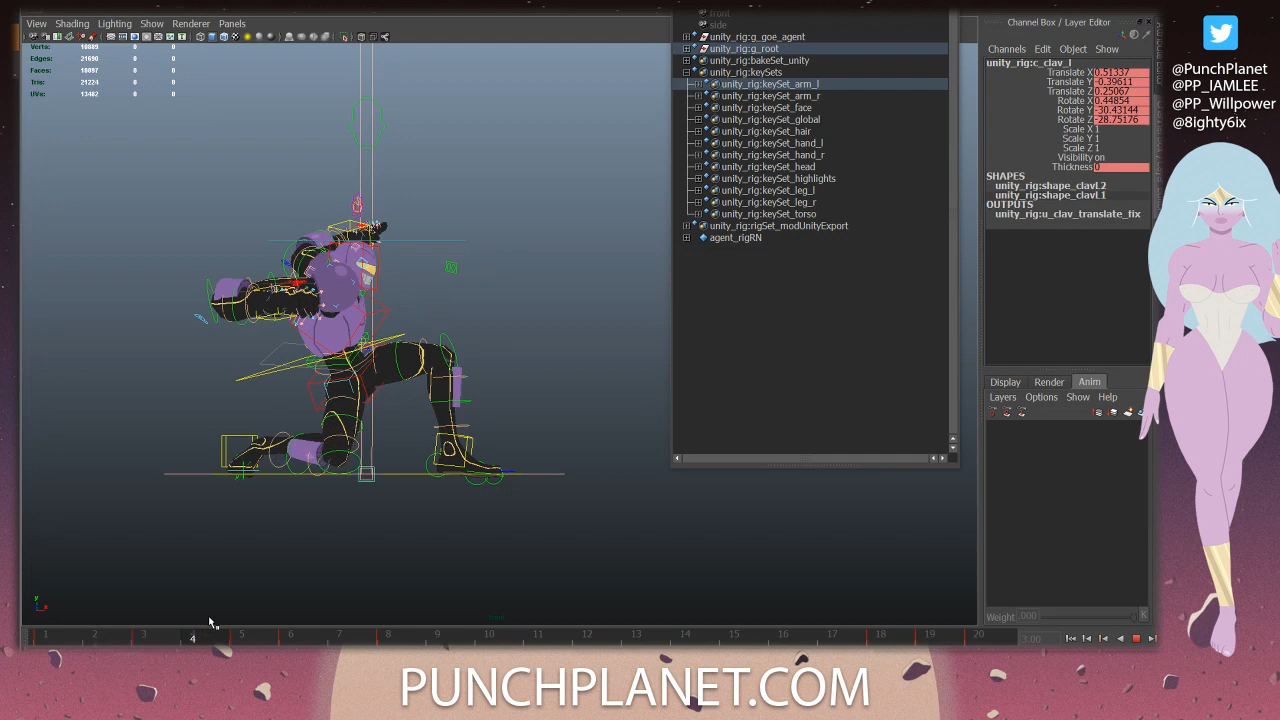 View Shading Lighting Show Renderer Panels
Verts: 10889 0 0
Edges: 21690 0 0
Faces: 10897 0 0
Tris: 21224 0 0
UVs: 13482 0 0
front
side
unity_rig:g_goe_agent
unity_rig:g_root
unity_rig:bakeSet_unity
unity_rig:keySets
unity_rig:keySet_arm_l
unity_rig:keySet_arm_r
unity_rig:keySet_face
unity_rig:keySet_global
unity_rig:keySet_hair
unity_rig:keySet_hand_l
unity_rig:keySet_hand_r
unity_rig:keySet_head
unity_rig:keySet_highlights
unity_rig:keySet_leg_l
unity_rig:keySet_leg_r
unity_rig:keySet_torso
unity_rig:rigSet_modUnityExport
agent_rigRN
Channel Box / Layer Editor
Channels Edit Object Show
unity_rig:c_clav_l
Translate X 0.51337
Translate Y -0.39611
Translate Z 0.25067
Rotate X 0.44854
Rotate Y -30.43144
Rotate Z -28.75176
Scale X 1
Scale Y 1
Scale Z 1
Visibility on
Thickness 0
SHAPES
unity_rig:shape_clavL2
unity_rig:shape_clavL1
OUTPUTS
unity_rig:u_clav_translate_fix
Display Render Anim
Layers Options Show Help
Weight .000 K
@PunchPlanet
@PP_IAMLEE
@PP_Willpower
@8ighty6ix
y
x
1 2 3 4 5 6 7 8 9 10 11 12 13 14 15 16 17 18 19 20 3.00
PUNCHPLANET.COM